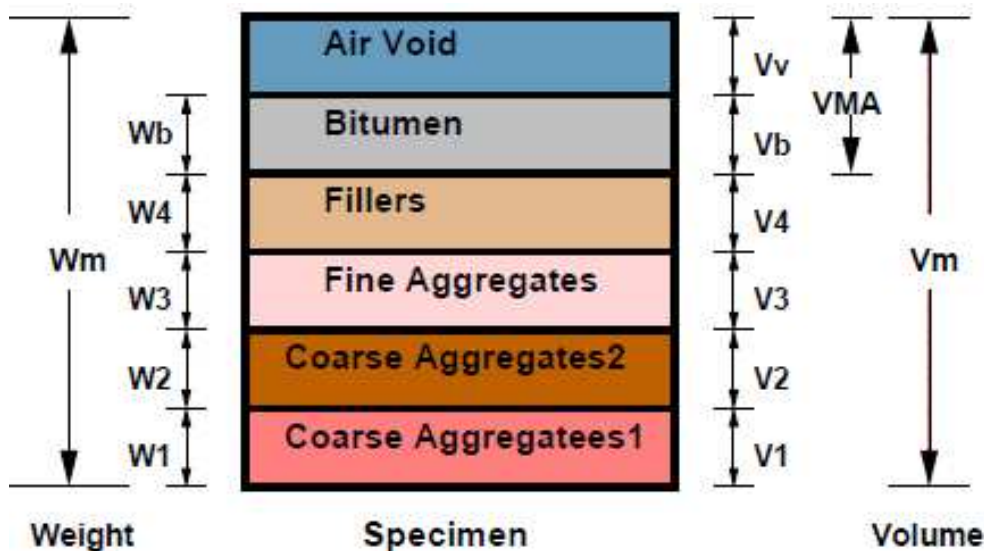 Air Void
Vv
Wb
Bitumen
Vb
VMA
W4
Fillers
V4
Wm
Vm
W3
Fine Aggregates
V3
W2
Coarse Aggregates2
V2
W1
Coarse Aggregatees1
V1
Weight
Specimen
Volume